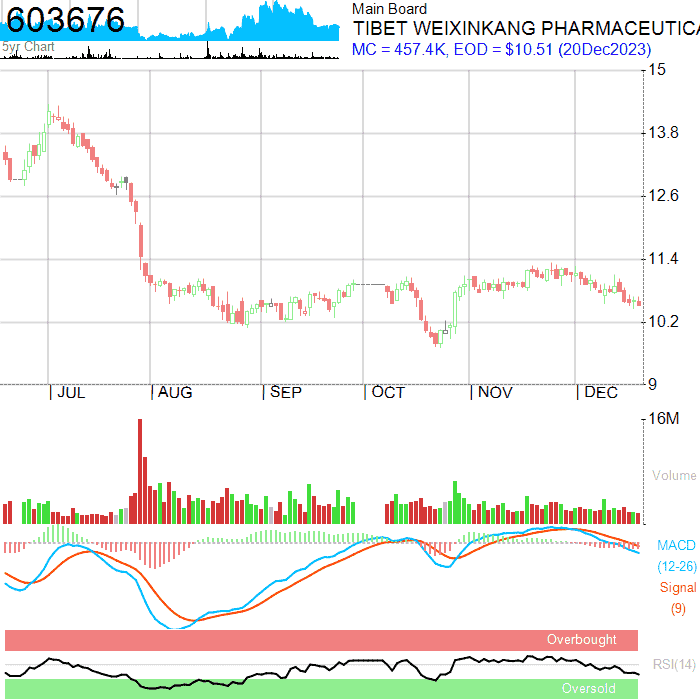 603676
5yr Chart
Main Board
TIBET WEIXINKANG PHARMACEUTICA
MC = 457.4K, EOD = $10.51 (20Dec2023)
15
13.8
12.6
11.4
10.2
9
JUL
AUG
SEP
OCT
NOV
DEC
16M
Volume
MACD
(12-26)
Signal
(9)
Overbought
RSI(14)
Oversold